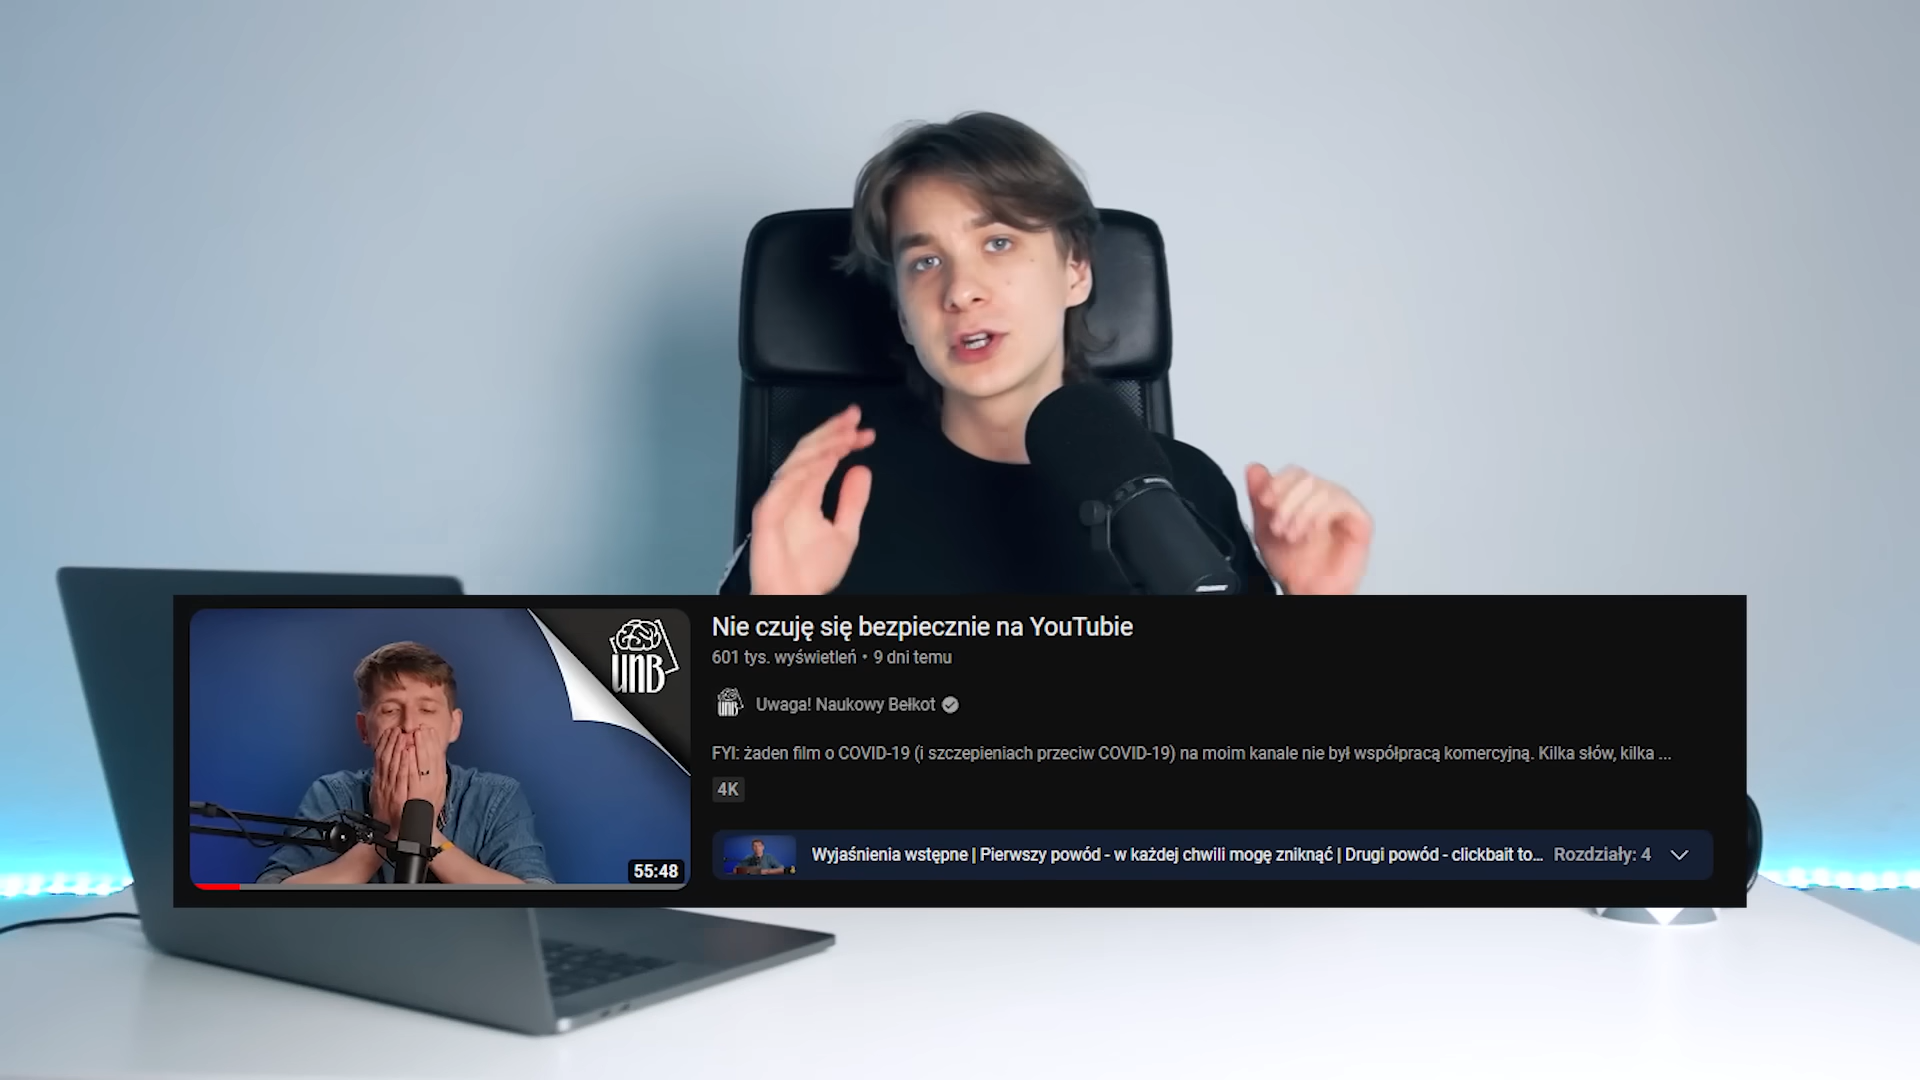 UNB
55:48
Nie czuję się bezpiecznie na YouTubie
601 tys. wyświetleń • 9 dni temu
UNB Uwaga! Naukowy Bełkot
FYI: żaden film o COVID-19 (i szczepieniach przeciw COVID-19) na moim kanale nie był współpracą komercyjną. Kilka słów, kilka ...
4K
Wyjaśnienia wstępne | Pierwszy powód - w każdej chwili mogę zniknąć | Drugi powód - clickbait to... Rozdziały: 4